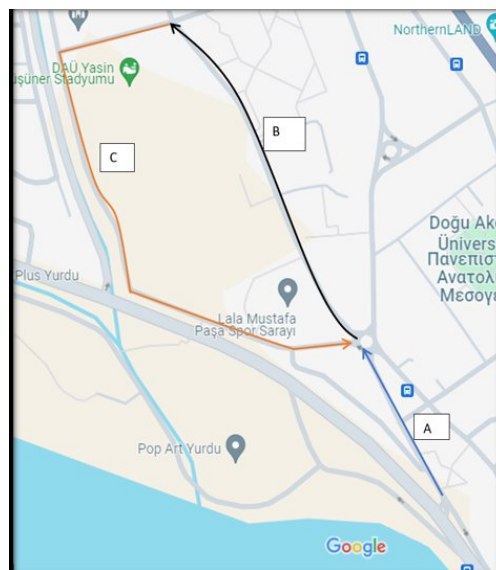 NorthernLAND
DAÜ Yasin
üşüner Stadyumu
B
C
Doğu Ak
Ünivers
Πανεπιστ
Ανατολ
Μεσογε
Plus Yurdu
Lala Mustafa
Paşa Spor Sarayı
A
Pop Art Yurdu
Google